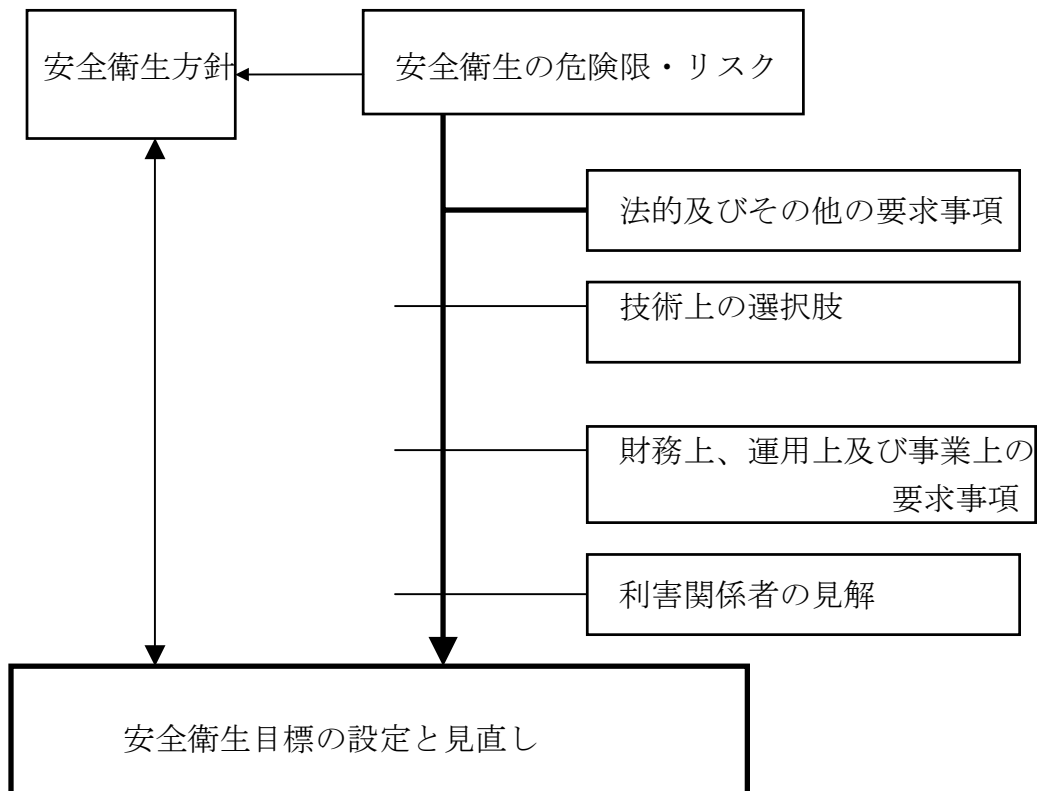 安全衛生方針
安全衛生の危険限・リスク
法的及びその他の要求事項
技術上の選択肢
財務上、運用上及び事業上の
要求事項
利害関係者の見解
安全衛生目標の設定と見直し